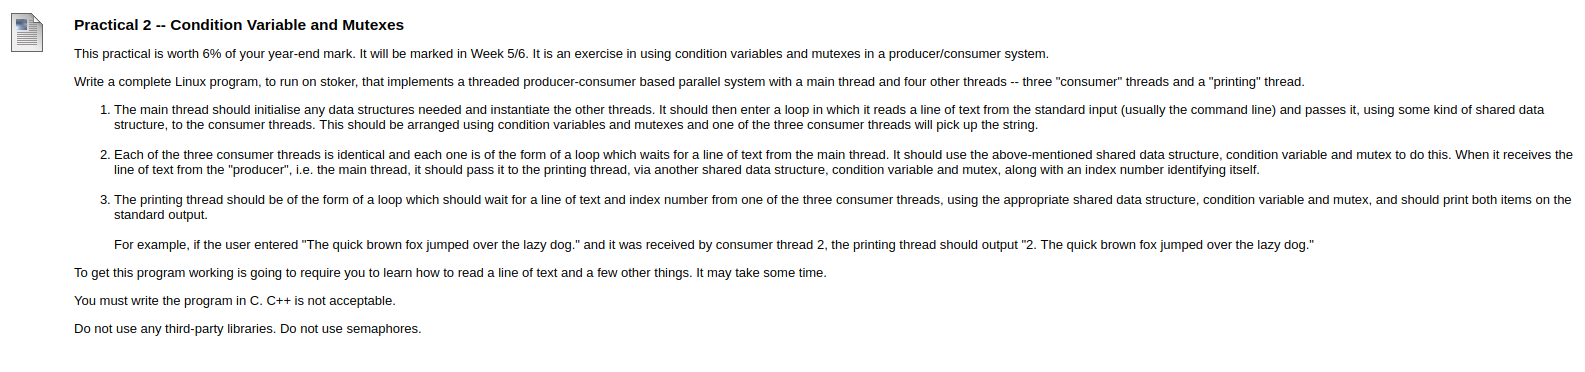 Practical 2 -- Condition Variable and Mutexes
This practical is worth 6% of your year-end mark. It will be marked in Week 5/6. It is an exercise in using condition variables and mutexes in a producer/consumer system.
Write a complete Linux program, to run on stoker, that implements a threaded producer-consumer based parallel system with a main thread and four other threads -- three "consumer" threads and a "printing" thread.
1. The main thread should initialise any data structures needed and instantiate the other threads. It should then enter a loop in which it reads a line of text from the standard input (usually the command line) and passes it, using some kind of shared data
structure, to the consumer threads. This should be arranged using condition variables and mutexes and one of the three consumer threads will pick up the string.
2. Each of the three consumer threads is identical and each one is of the form of a loop which waits for a line of text from the main thread. It should use the above-mentioned shared data structure, condition variable and mutex to do this. When it receives the
line of text from the "producer", i.e. the main thread, it should pass it to the printing thread, via another shared data structure, condition variable and mutex, along with an index number identifying itself.
3. The printing thread should be of the form of a loop which should wait for a line of text and index number from one of the three consumer threads, using the appropriate shared data structure, condition variable and mutex, and should print both items on the
standard output.
For example, if the user entered "The quick brown fox jumped over the lazy dog." and it was received by consumer thread 2, the printing thread should output "2. The quick brown fox jumped over the lazy dog."
To get this program working is going to require you to learn how to read a line of text and a few other things. It may take some time.
You must write the program in C. C++ is not acceptable.
Do not use any third-party libraries. Do not use semaphores.